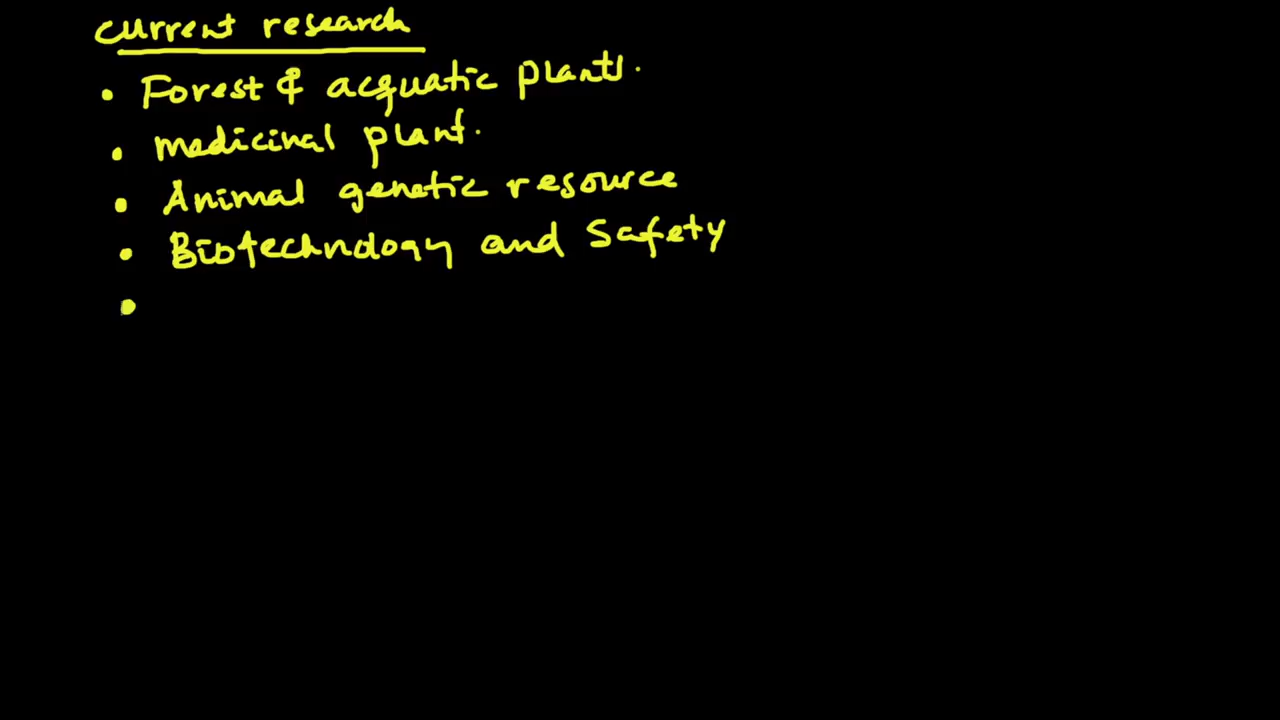 current research
• Forest & acquatic plants.
• medicinal plant.
• Animal genetic resource
• Biotechnology and Safety
•